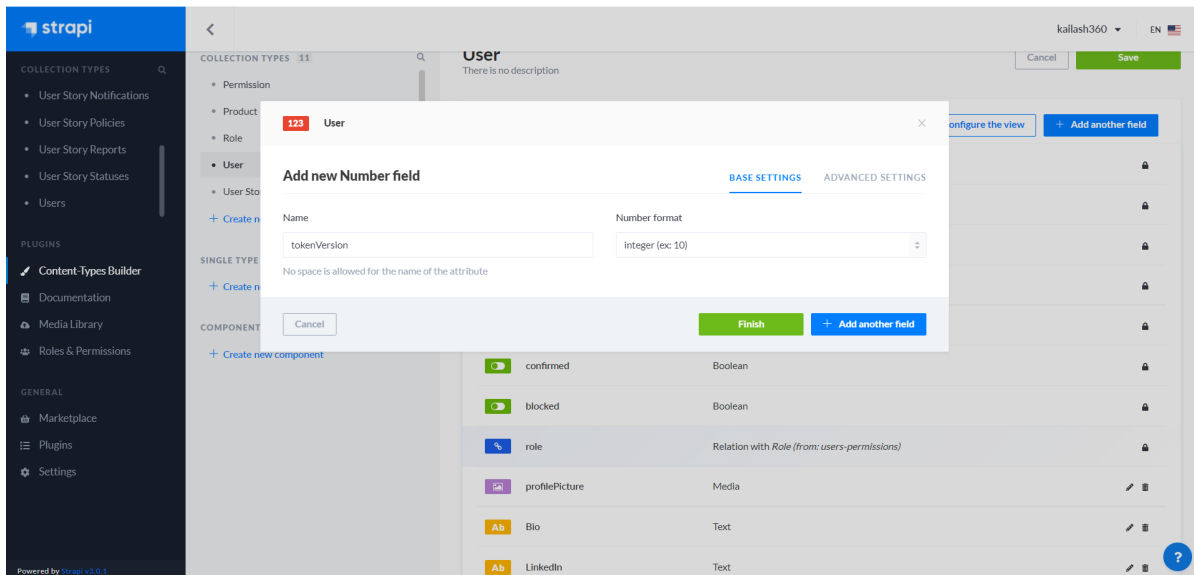 strapi
kailash360
EN
COLLECTION TYPES
User Story Notifications
User Story Policies
User Story Reports
User Story Statuses
Users
PLUGINS
Content-Types Builder
Documentation
Media Library
Roles & Permissions
GENERAL
Marketplace
Plugins
Settings
Powered by Strapi v3.0.1
COLLECTION TYPES 11
Permission
Product
Role
User
User Sto
+ Create n
SINGLE TYPE
+ Create n
COMPONENT
+ Create new component
User
There is no description
Cancel
Save
onfigure the view
+ Add another field
123 User
Add new Number field
BASE SETTINGS
ADVANCED SETTINGS
Name
Number format
tokenVersion
integer (ex: 10)
No space is allowed for the name of the attribute
Cancel
Finish
+ Add another field
confirmed Boolean
blocked Boolean
role Relation with Role (from: users-permissions)
profilePicture Media
Ab Bio Text
Ab LinkedIn Text
?